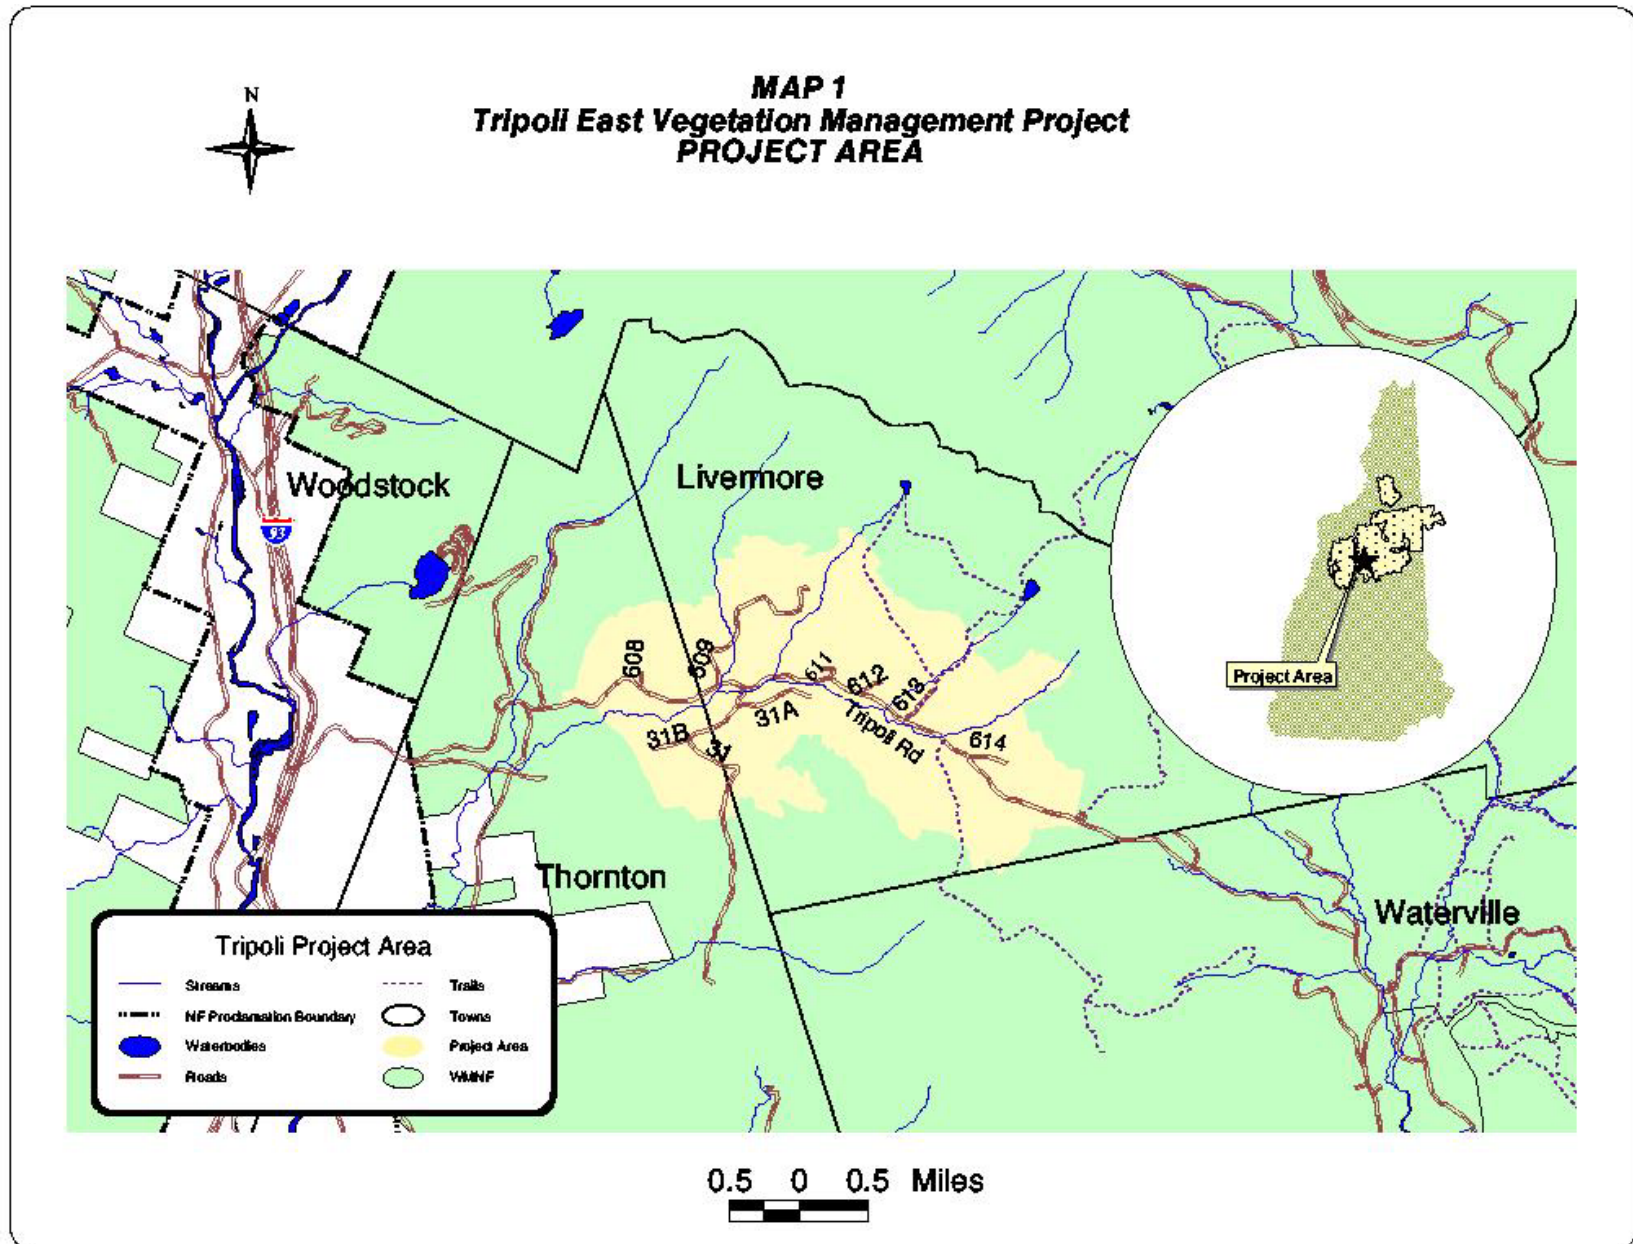 N
MAP 1
Tripoli East Vegetation Management Project
PROJECT AREA
Woodstock
Livermore
93
608
609
611
612
613
31B
31
31A
Tripoli Rd
614
Project Area
Thornton
Waterville
Tripoli Project Area
Streams
Trails
NF Proclamation Boundary
Towns
Waterbodies
Project Area
Roads
WMNF
0.5 0 0.5 Miles